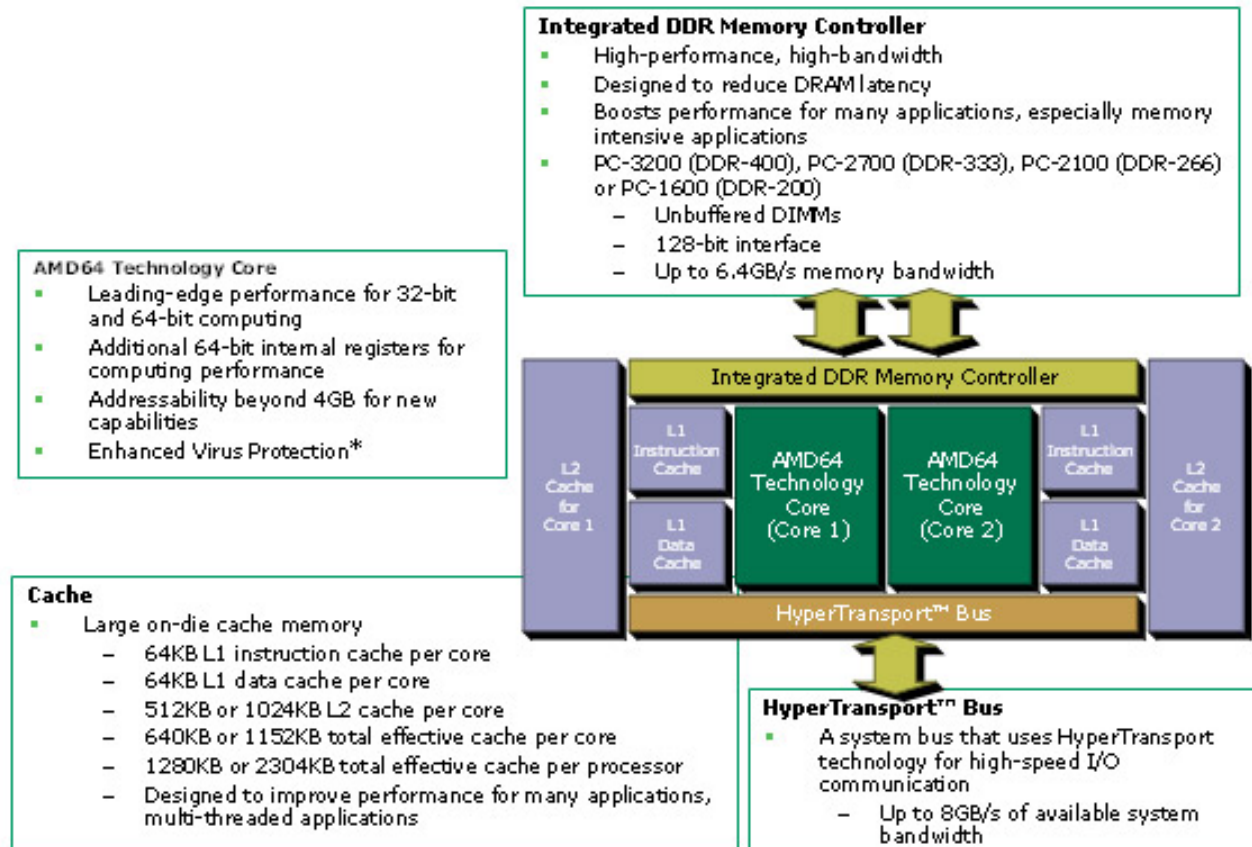 Integrated DDR Memory Controller
▪ High-performance, high-bandwidth
▪ Designed to reduce DRAM latency
▪ Boosts performance for many applications, especially memory
intensive applications
▪ PC-3200 (DDR-400), PC-2700 (DDR-333), PC-2100 (DDR-266)
or PC-1600 (DDR-200)
– Unbuffered DIMMs
– 128-bit interface
– Up to 6.4GB/s memory bandwidth
AMD64 Technology Core
▪ Leading-edge performance for 32-bit
and 64-bit computing
▪ Additional 64-bit internal registers for
computing performance
▪ Addressability beyond 4GB for new
capabilities
▪ Enhanced Virus Protection*
Integrated DDR Memory Controller
L2
Cache
for
Core 1
L1
Instruction
Cache
L1
Data
Cache
AMD64
Technology
Core
(Core 1)
AMD64
Technology
Core
(Core 2)
L1
Instruction
Cache
L1
Data
Cache
L2
Cache
for
Core 2
HyperTransport™ Bus
Cache
▪ Large on-die cache memory
– 64KB L1 instruction cache per core
– 64KB L1 data cache per core
– 512KB or 1024KB L2 cache per core
– 640KB or 1152KB total effective cache per core
– 1280KB or 2304KB total effective cache per processor
– Designed to improve performance for many applications,
multi-threaded applications
HyperTransport™ Bus
▪ A system bus that uses HyperTransport
technology for high-speed I/O
communication
– Up to 8GB/s of available system
bandwidth